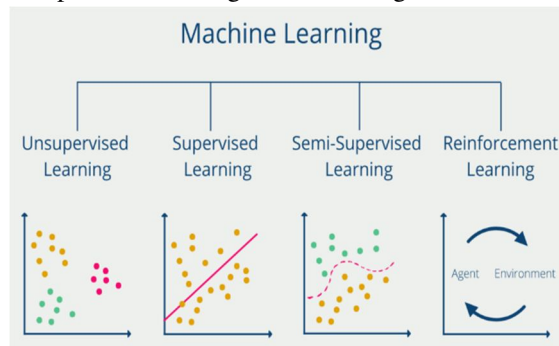 Machine Learning
Unsupervised
Learning
Supervised
Learning
Semi-Supervised
Learning
Reinforcement
Learning
Agent
Environment